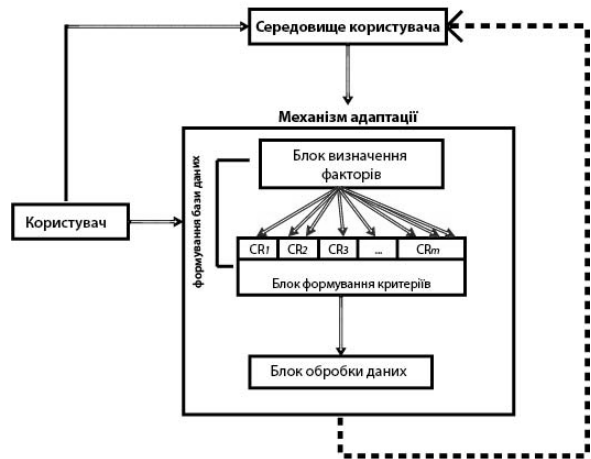 Середовище користувача
Механізм адаптації
формування бази даних
Блок визначення
факторів
Користувач
CR1 CR2 CR3 ... CRm
Блок формування критеріїв
Блок обробки даних